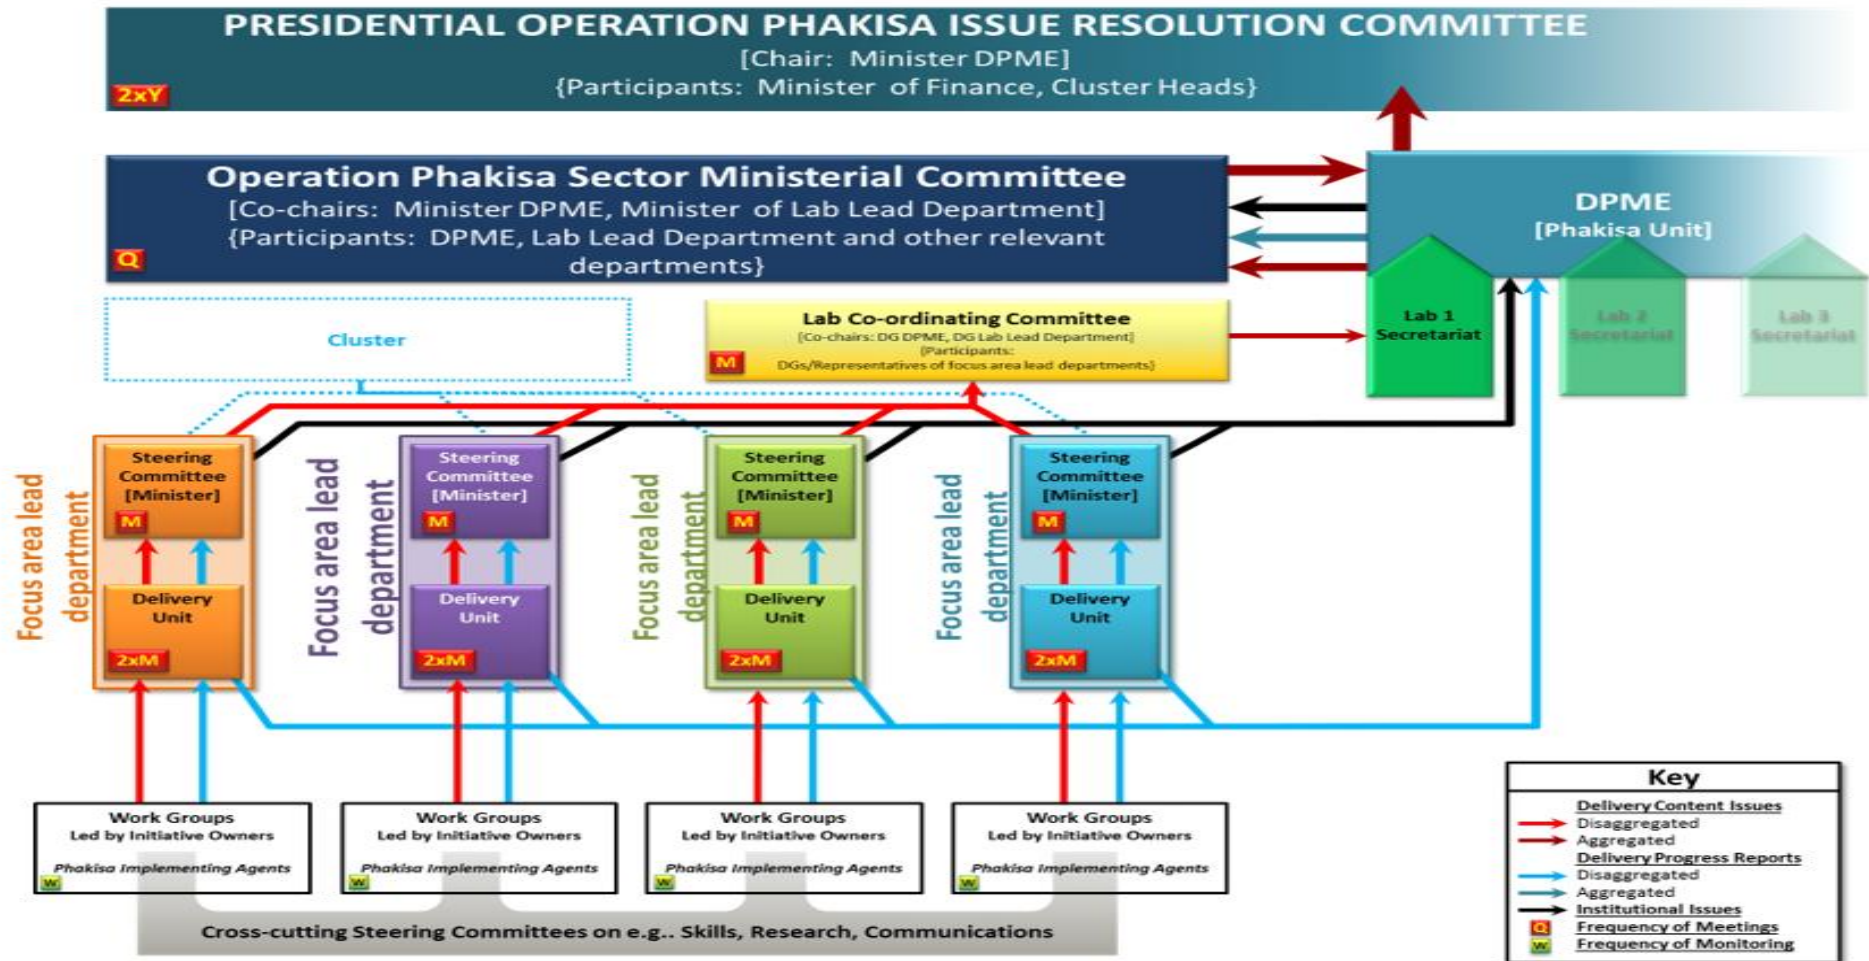 PRESIDENTIAL OPERATION PHAKISA ISSUE RESOLUTION COMMITTEE
[Chair: Minister DPME]
{Participants: Minister of Finance, Cluster Heads}
2xY
Operation Phakisa Sector Ministerial Committee
[Co-chairs: Minister DPME, Minister of Lab Lead Department]
{Participants: DPME, Lab Lead Department and other relevant
departments}
Q
DPME
[Phakisa Unit]
Cluster
Lab Co-ordinating Committee
[Co-chairs: DG DPME, DG Lab Lead Department]
{Participants:
DGs/Representatives of focus area lead departments}
M
Lab 1
Secretariat
Lab 2
Secretariat
Lab 3
Secretariat
Focus area lead
department
Steering
Committee
[Minister]
M
Delivery
Unit
2xM
Focus area lead
department
Steering
Committee
[Minister]
M
Delivery
Unit
2xM
Focus area lead
department
Steering
Committee
[Minister]
M
Delivery
Unit
2xM
Focus area lead
department
Steering
Committee
[Minister]
M
Delivery
Unit
2xM
Work Groups
Led by Initiative Owners
Phakisa Implementing Agents
W
Work Groups
Led by Initiative Owners
Phakisa Implementing Agents
W
Work Groups
Led by Initiative Owners
Phakisa Implementing Agents
W
Work Groups
Led by Initiative Owners
Phakisa Implementing Agents
W
Cross-cutting Steering Committees on e.g.. Skills, Research, Communications
Key
Delivery Content Issues
Disaggregated
Aggregated
Delivery Progress Reports
Disaggregated
Aggregated
Institutional Issues
Q Frequency of Meetings
W Frequency of Monitoring